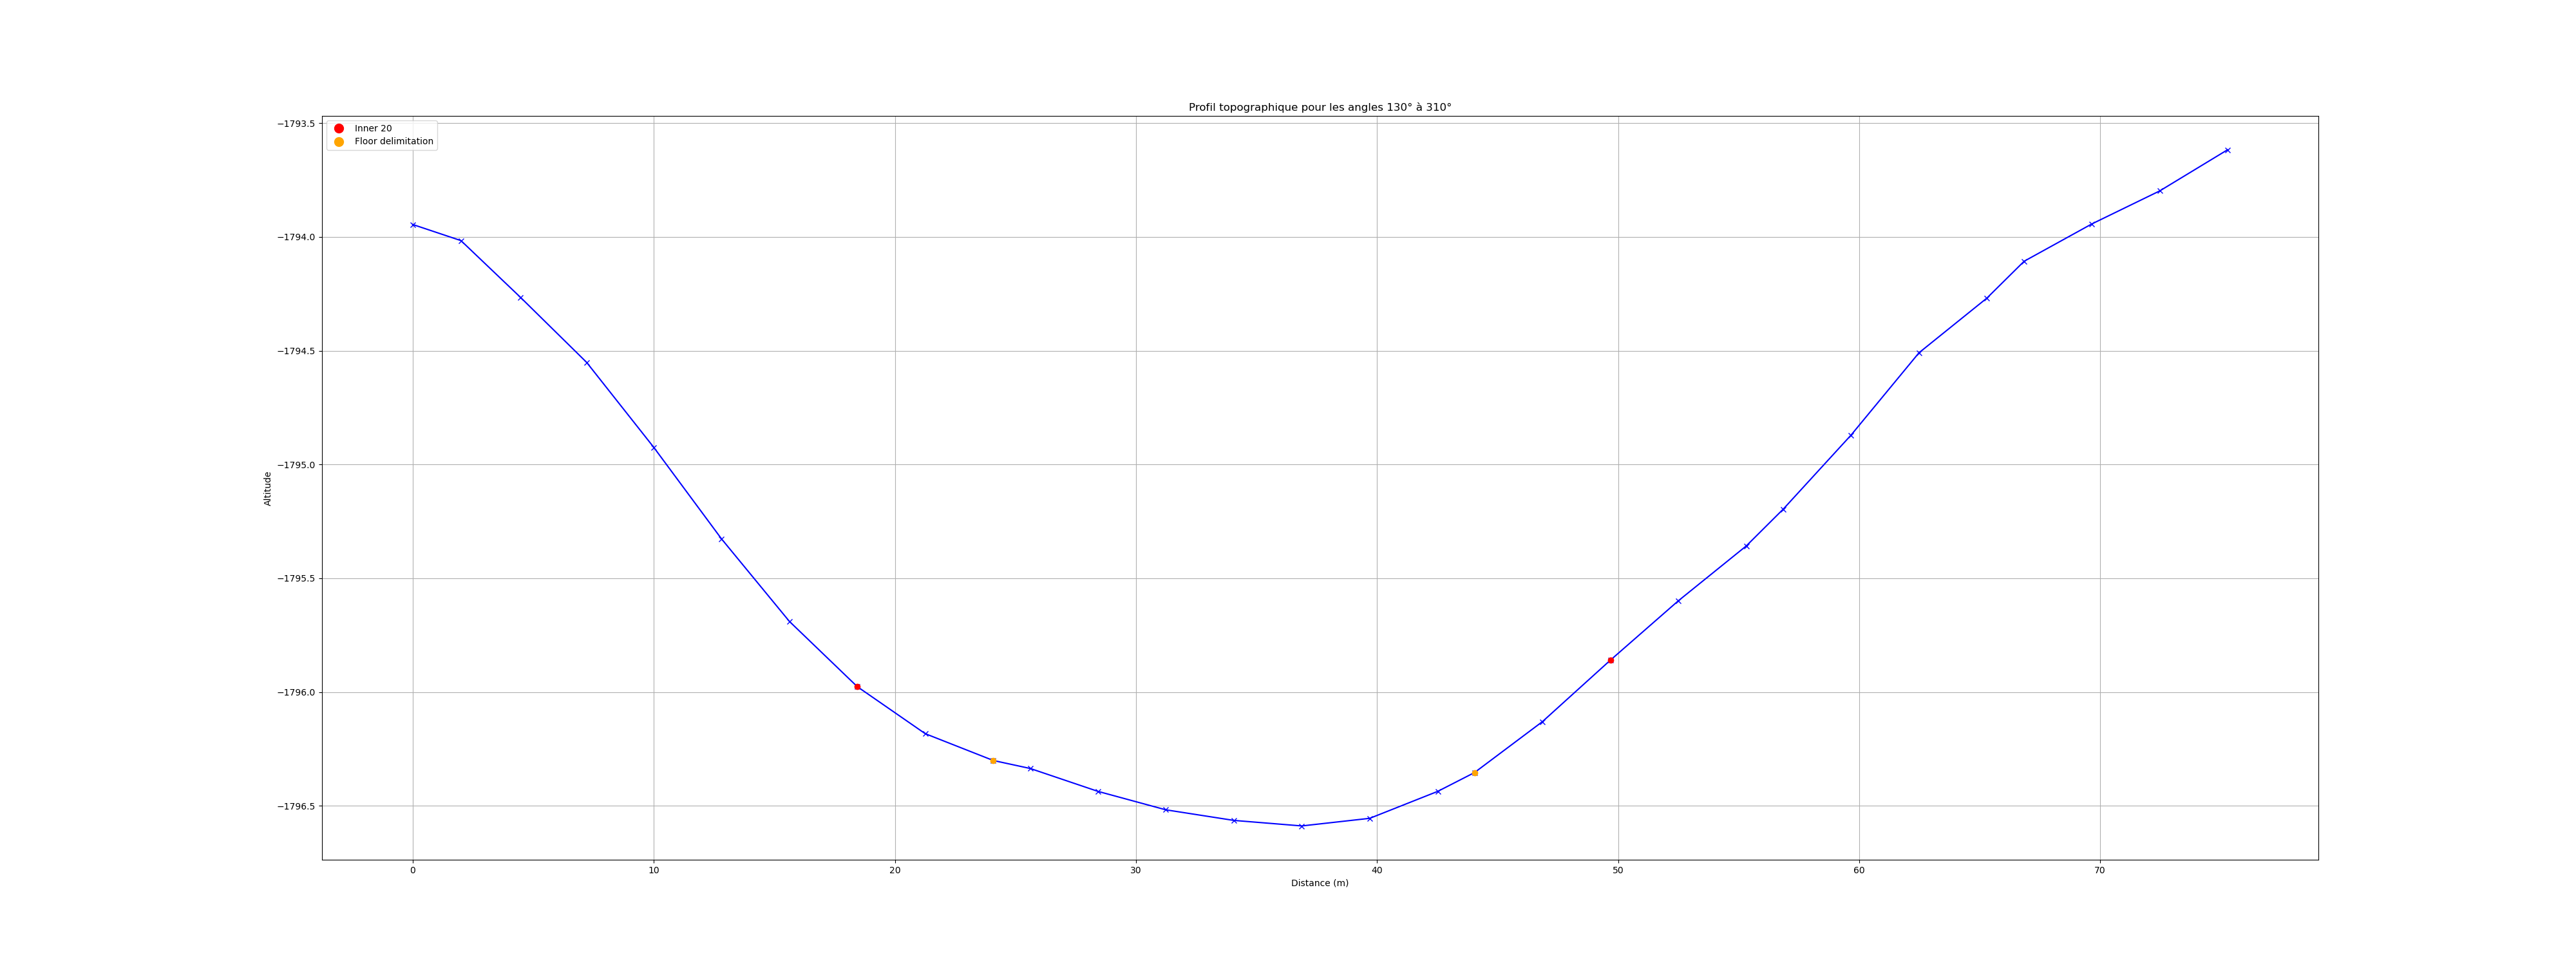 Profil topographique pour les angles 130° à 310°
Inner 20
Floor delimitation
−1793.5
−1794.0
−1794.5
−1795.0
−1795.5
−1796.0
−1796.5
Altitude
0 10 20 30 40 50 60 70
Distance (m)